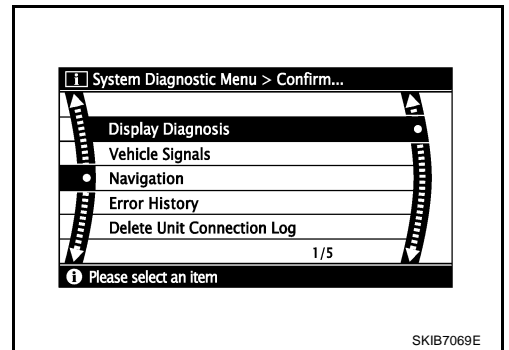 i System Diagnostic Menu > Confirm...
Display Diagnosis
Vehicle Signals
Navigation
Error History
Delete Unit Connection Log
1/5
i Please select an item
SKIB7069E